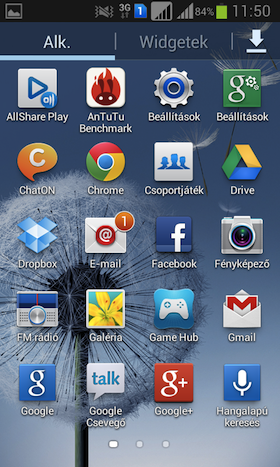 3G 1 84% 11:50
Alk. Widgetek
AllShare Play AnTuTu Benchmark Beállítások Beállítások
ChatON Chrome Csoportjáték Drive
1
Dropbox E-mail Facebook Fényképező
FM rádió Galéria Game Hub Gmail
talk
Google Google Csevegő Google+ Hangalapú keresés